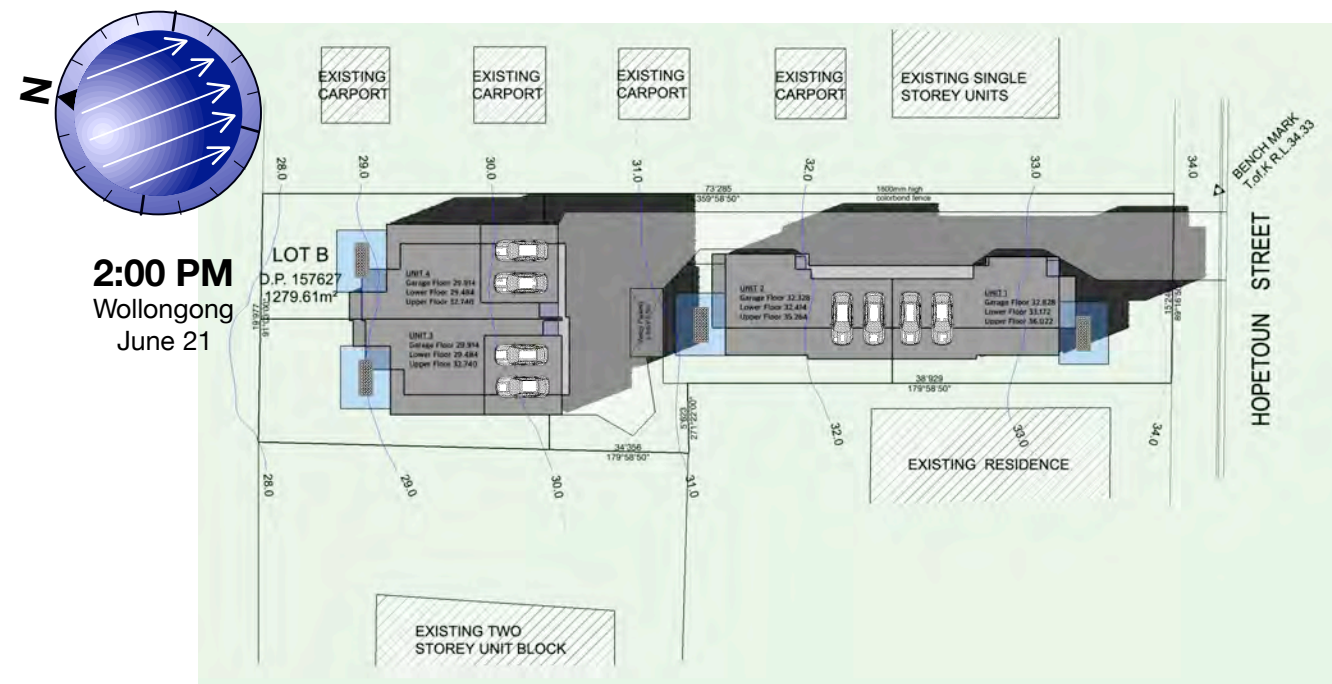 N
2:00 PM
Wollongong
June 21
EXISTING
CARPORT
EXISTING
CARPORT
EXISTING
CARPORT
EXISTING
CARPORT
EXISTING SINGLE
STOREY UNITS
28.0
29.0
30.0
31.0
32.0
33.0
34.0
BENCH MARK
T.of.K R.L.34.33
73'285
359°58'50"
1800mm high
colorbond fence
LOT B
D.P. 157627
1279.61m²
UNIT 4
Garage Floor 29.914
Lower Floor 29.484
Upper Floor 32.740
UNIT 3
Garage Floor 29.914
Lower Floor 29.484
Upper Floor 32.740
UNIT 2
Garage Floor 32.328
Lower Floor 32.414
Upper Floor 35.264
UNIT 1
Garage Floor 32.828
Lower Floor 33.172
Upper Floor 36.022
HOPETOUN STREET
38'929
179°58'50"
34'356
179°58'50"
28.0
29.0
30.0
31.0
32.0
33.0
34.0
EXISTING RESIDENCE
EXISTING TWO
STOREY UNIT BLOCK